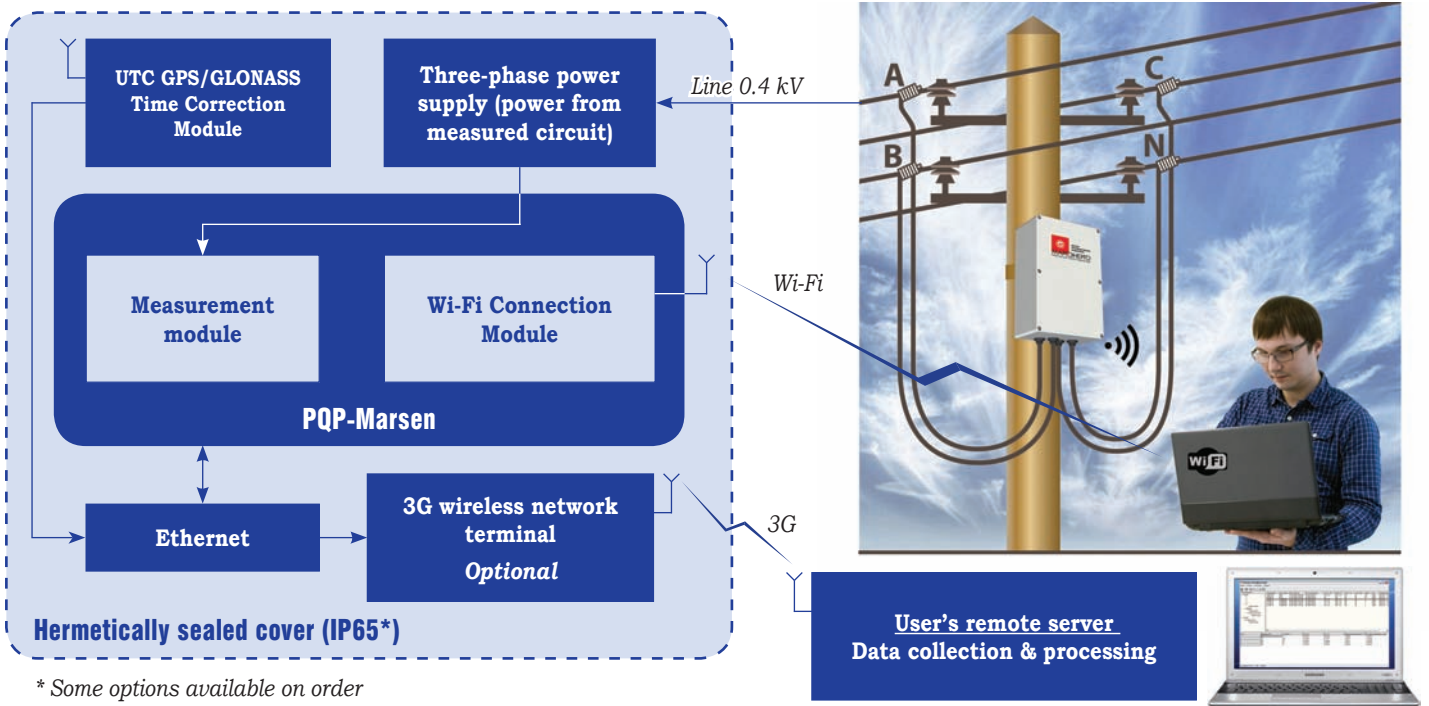 UTC GPS/GLONASS
Time Correction
Module
Three-phase power
supply (power from
measured circuit)
Line 0.4 kV
A
C
B
N
Measurement
module
Wi-Fi Connection
Module
PQP-Marsen
Wi-Fi
WiFi
Ethernet
3G wireless network
terminal
Optional
3G
Hermetically sealed cover (IP65*)
User's remote server
Data collection & processing
* Some options available on order